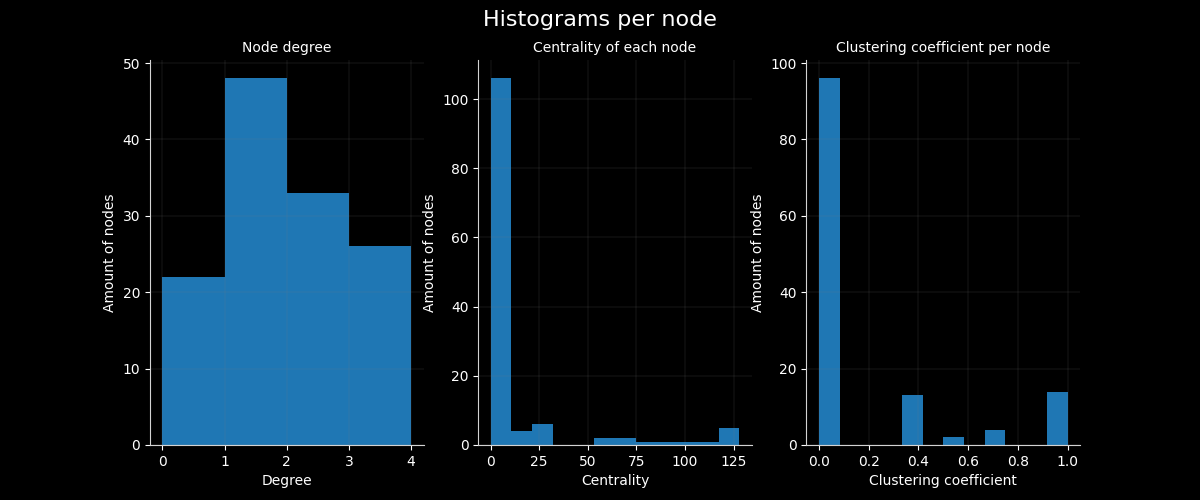 Histograms per node
Node degree
Amount of nodes
50
40
30
20
10
0
0 1 2 3 4
Degree
Centrality of each node
Amount of nodes
100
80
60
40
20
0
0 25 50 75 100 125
Centrality
Clustering coefficient per node
Amount of nodes
100
80
60
40
20
0
0.0 0.2 0.4 0.6 0.8 1.0
Clustering coefficient